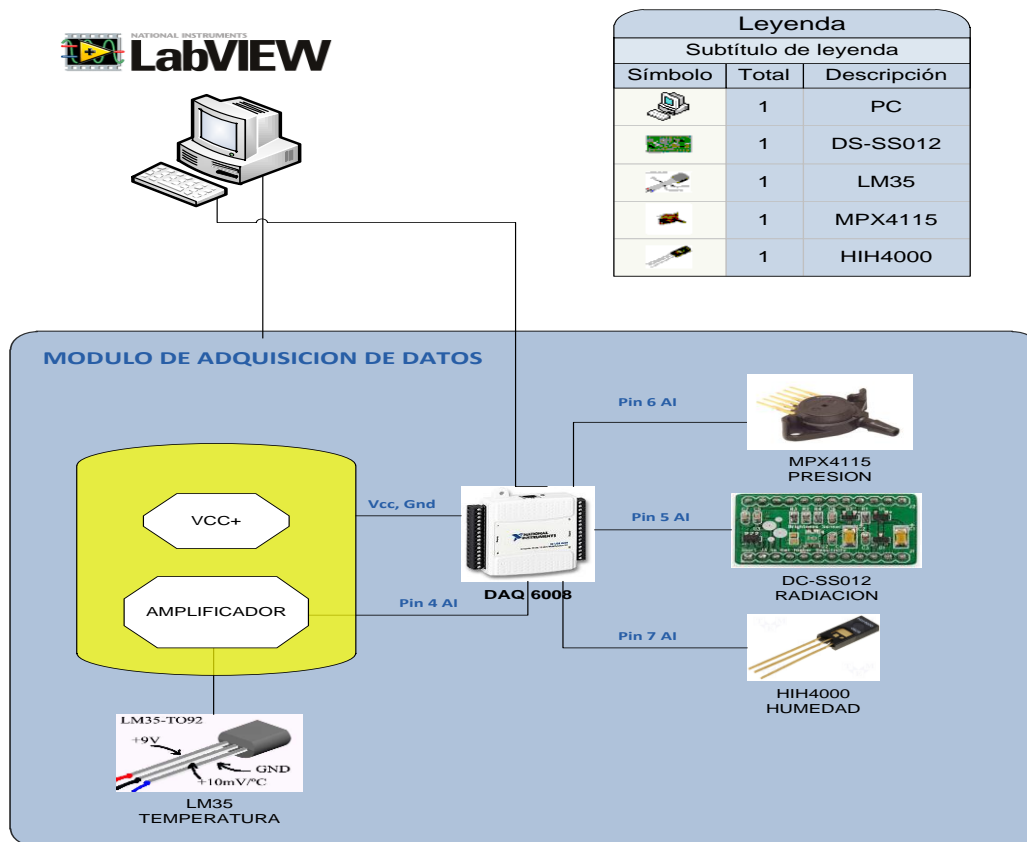 NATIONAL INSTRUMENTS
LabVIEW
Leyenda
Subtítulo de leyenda
Símbolo Total Descripción
1 PC
1 DS-SS012
1 LM35
1 MPX4115
1 HIH4000
MODULO DE ADQUISICION DE DATOS
VCC+
AMPLIFICADOR
Vcc, Gnd
Pin 4 AI
NATIONAL
INSTRUMENTS
DAQ 6008
Pin 6 AI
MPX4115
PRESION
Pin 5 AI
DC-SS012
RADIACION
Pin 7 AI
HIH4000
HUMEDAD
LM35-TO92
+9V
GND
+10mV/ºC
LM35
TEMPERATURA